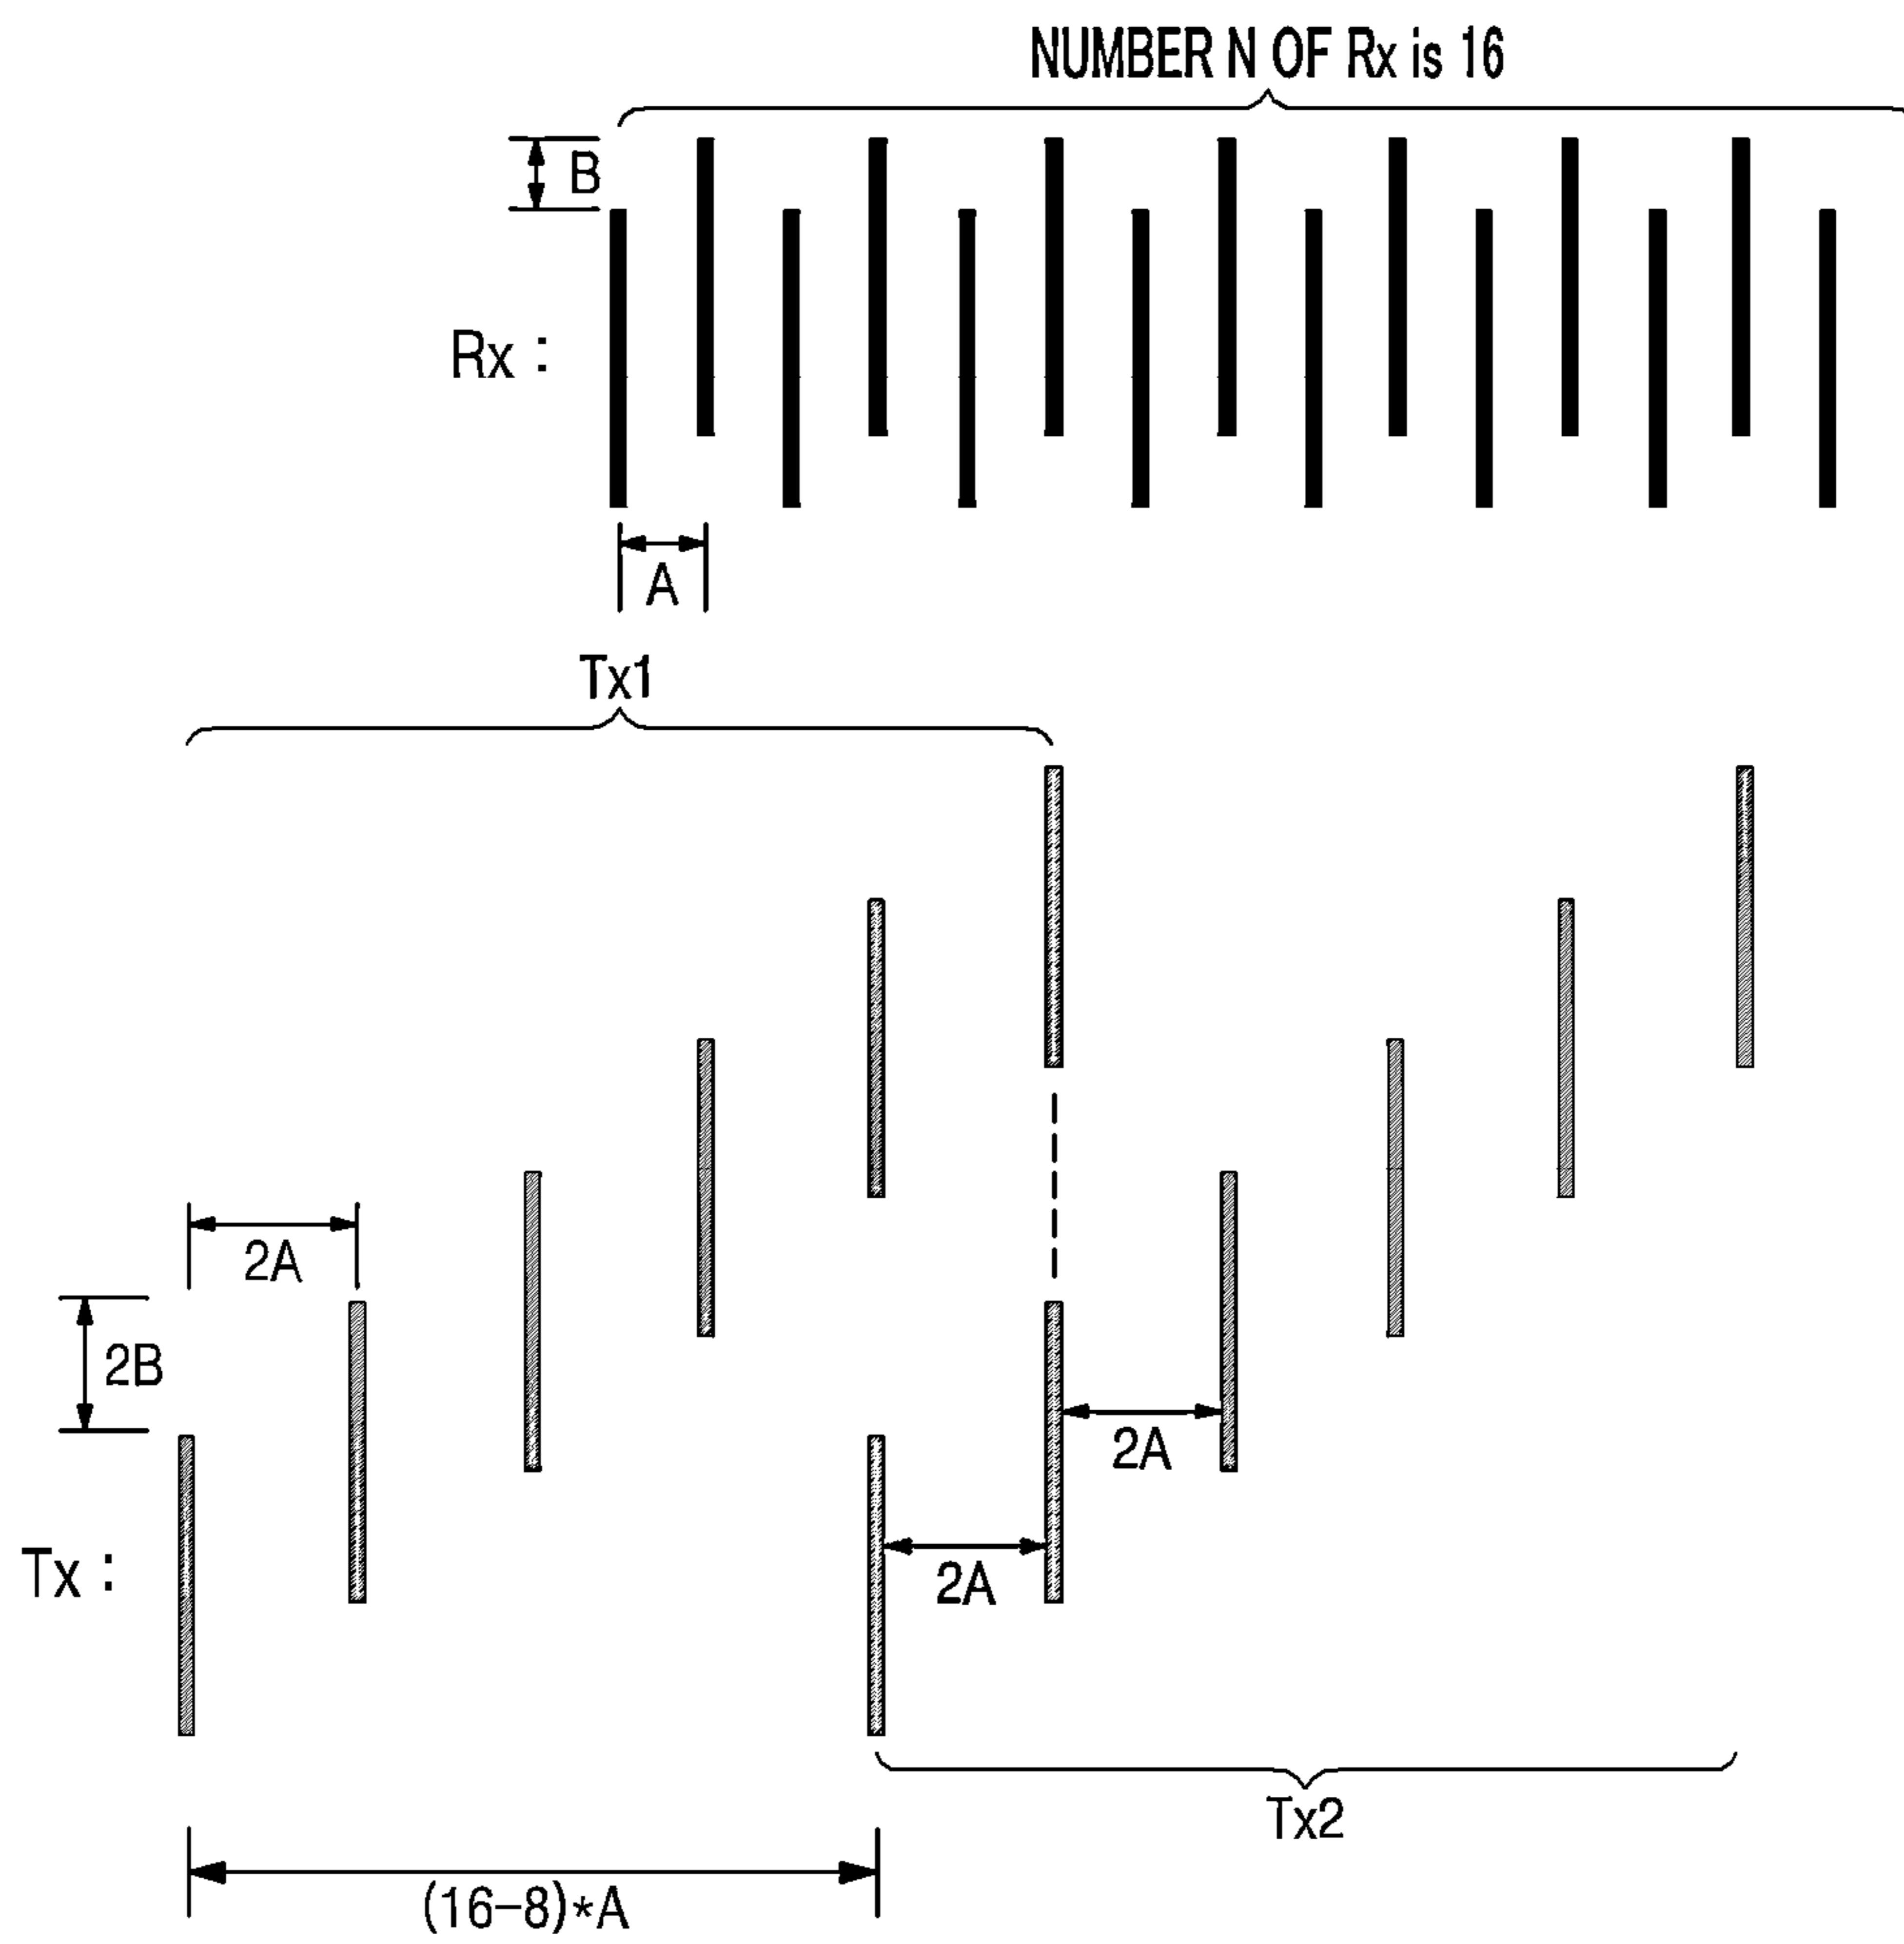 NUMBER N OF Rx is 16
B
Rx :
A
Tx1
2A
2B
2A
Tx :
2A
Tx2
(16-8)*A